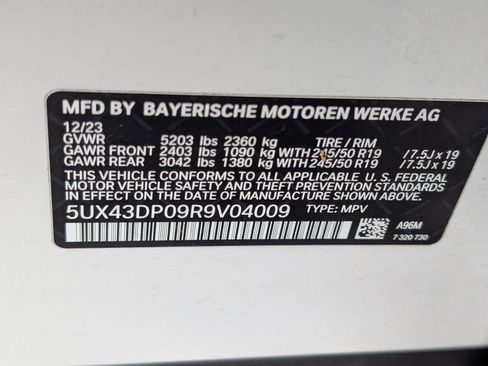 MFD BY BAYERISCHE MOTOREN WERKE AG
12/23
GVWR 5203 lbs 2360 kg TIRE / RIM
GAWR FRONT 2403 lbs 1090 kg WITH 245/50 R19 / 7.5J x 19
GAWR REAR 3042 lbs 1380 kg WITH 245/50 R19 / 7.5J x 19
THIS VEHICLE CONFORMS TO ALL APPLICABLE U. S. FEDERAL
MOTOR VEHICLE SAFETY AND THEFT PREVENTION STANDARDS
IN EFFECT ON THE DATE OF MANUFACTURE SHOWN ABOVE.
5UX43DP09R9V04009 TYPE: MPV
A96M
7 320 730